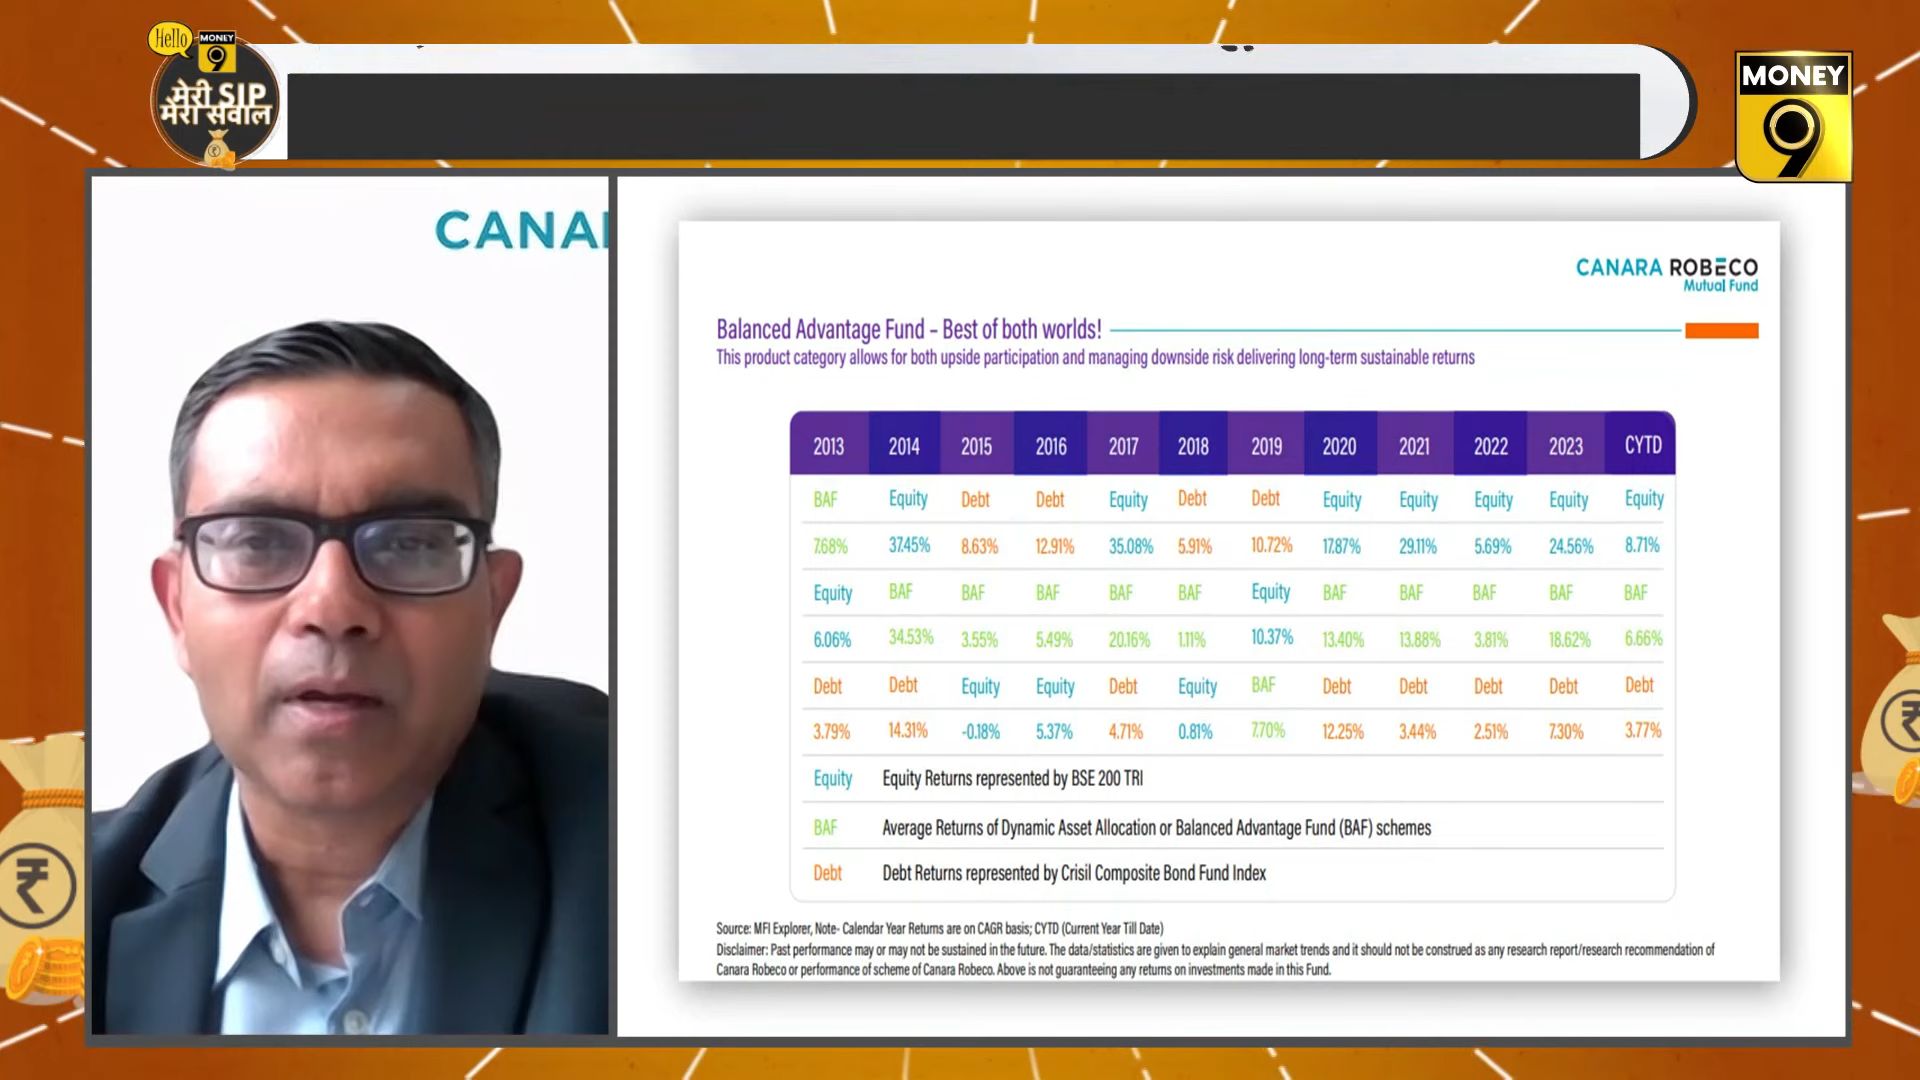 Hello
MONEY
9
मेरी SIP
मेरा सवाल
MONEY
9
CANA
CANARA ROBECO
Mutual Fund
Balanced Advantage Fund – Best of both worlds!
This product category allows for both upside participation and managing downside risk delivering long-term sustainable returns
2013 2014 2015 2016 2017 2018 2019 2020 2021 2022 2023 CYTD
BAF Equity Debt Debt Equity Debt Debt Equity Equity Equity Equity Equity
7.68% 37.45% 8.63% 12.91% 35.08% 5.91% 10.72% 17.87% 29.11% 5.69% 24.56% 8.71%
Equity BAF BAF BAF BAF BAF Equity BAF BAF BAF BAF BAF
6.06% 34.53% 3.55% 5.49% 20.16% 1.11% 10.37% 13.40% 13.88% 3.81% 18.62% 6.66%
Debt Debt Equity Equity Debt Equity BAF Debt Debt Debt Debt Debt
3.79% 14.31% -0.18% 5.37% 4.71% 0.81% 7.70% 12.25% 3.44% 2.51% 7.30% 3.77%
Equity Equity Returns represented by BSE 200 TRI
BAF Average Returns of Dynamic Asset Allocation or Balanced Advantage Fund (BAF) schemes
Debt Debt Returns represented by Crisil Composite Bond Fund Index
Source: MFI Explorer, Note- Calendar Year Returns are on CAGR basis; CYTD (Current Year Till Date)
Disclaimer: Past performance may or may not be sustained in the future. The data/statistics are given to explain general market trends and it should not be construed as any research report/research recommendation of
Canara Robeco or performance of scheme of Canara Robeco. Above is not guaranteeing any returns on investments made in this Fund.
₹
₹
₹